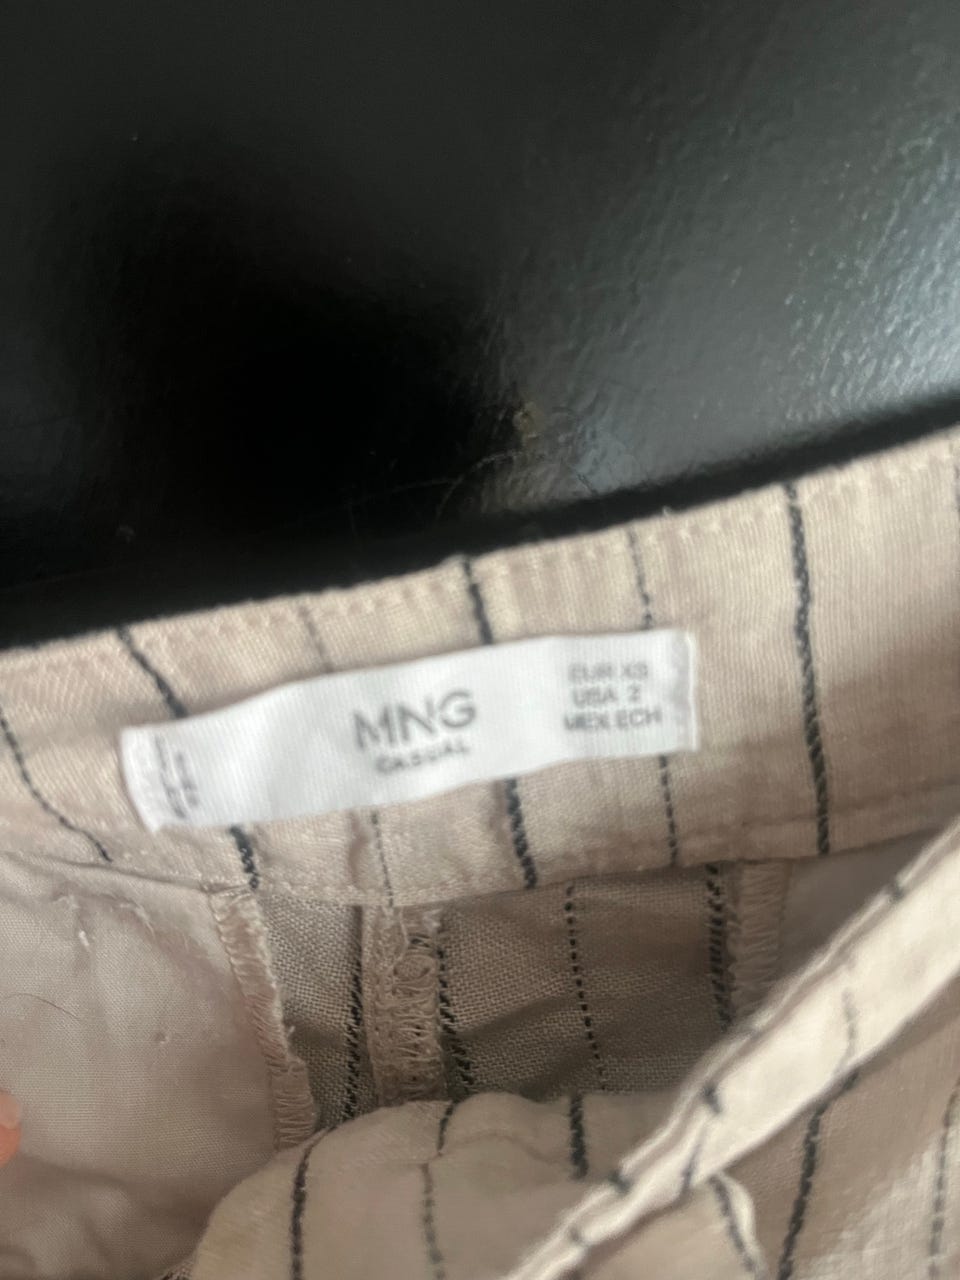 MNG
CASUAL
EUR XS
USA 2
MEX ECH